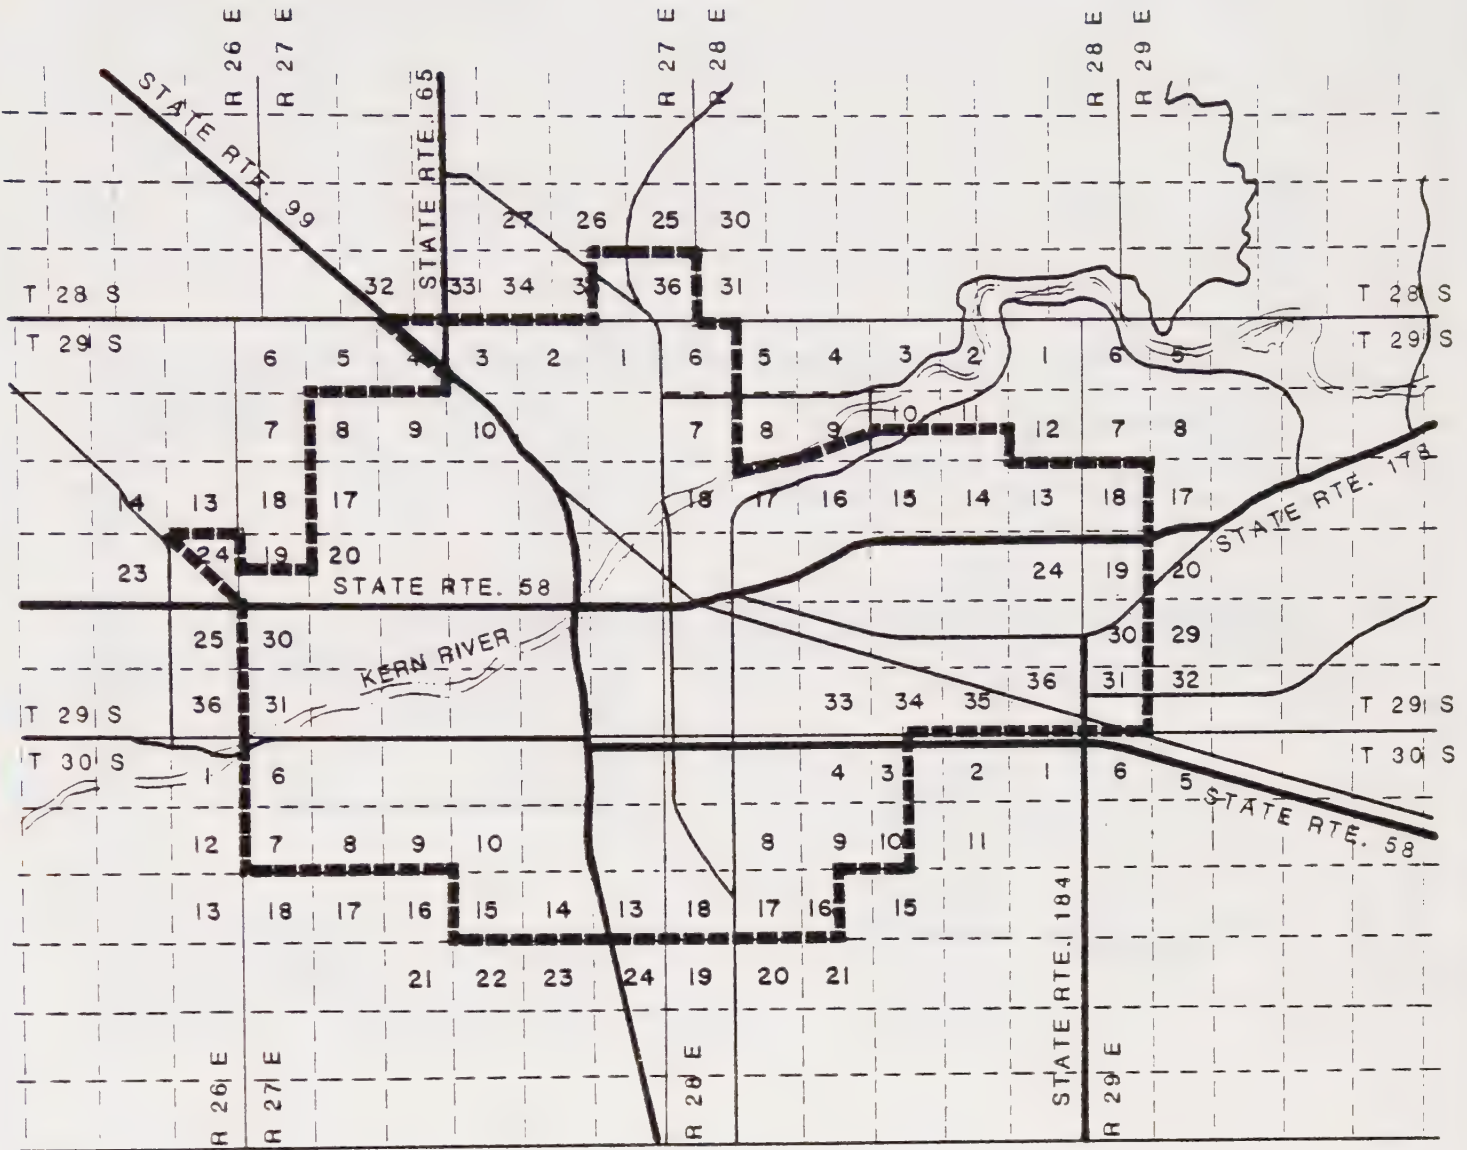 R 26 E
R 27 E
R 27 E
R 28 E
R 28 E
R 29 E
STATE RTE. 99
STATE RTE. 65
27 26 25 30
32 33 34 36 31
T 28 S T 28 S
T 29 S T 29 S
6 5 4 3 2 1 6 5 4 3 2 1 6 5
7 8 9 10 7 8 9 10 11 12 7 8
14 13 18 17 18 17 16 15 14 13 18 17
STATE RTE. 178
23 24 19 20 24 19 20
STATE RTE. 58
25 30 30 29
KERN RIVER
36 31 33 34 35 36 31 32
T 29 S T 29 S
T 30 S T 30 S
1 6 4 3 2 1 6 5
STATE RTE. 58
12 7 8 9 10 8 9 10 11
13 18 17 16 15 14 13 18 17 16 15
21 22 23 24 19 20 21
STATE RTE. 184
R 26 E
R 27 E
R 28 E
R 29 E